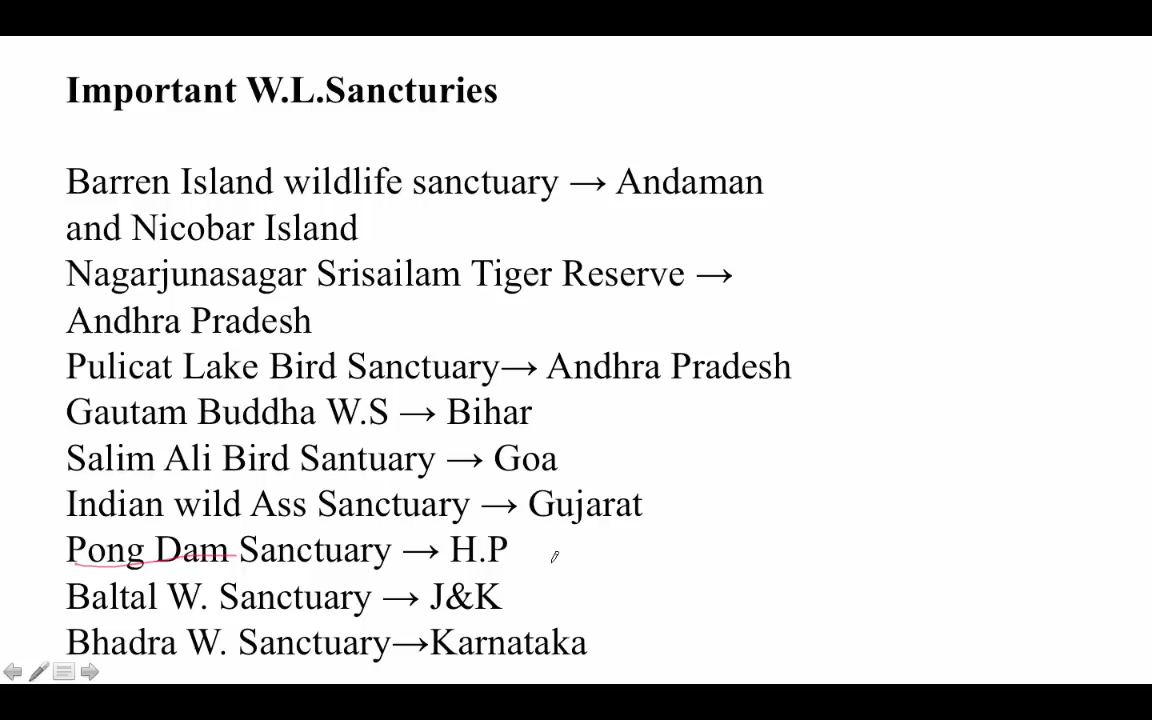 Important W.L.Sancturies
Barren Island wildlife sanctuary → Andaman
and Nicobar Island
Nagarjunasagar Srisailam Tiger Reserve →
Andhra Pradesh
Pulicat Lake Bird Sanctuary→ Andhra Pradesh
Gautam Buddha W.S → Bihar
Salim Ali Bird Santuary → Goa
Indian wild Ass Sanctuary → Gujarat
Pong Dam Sanctuary → H.P
Baltal W. Sanctuary → J&K
Bhadra W. Sanctuary→Karnataka